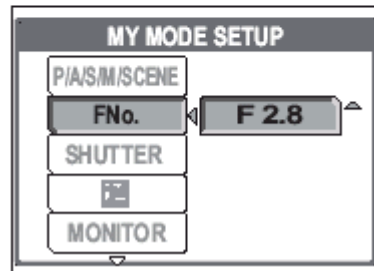 MY MODE SETUP
P/A/S/M/SCENE
FNo. F 2.8
SHUTTER
MONITOR